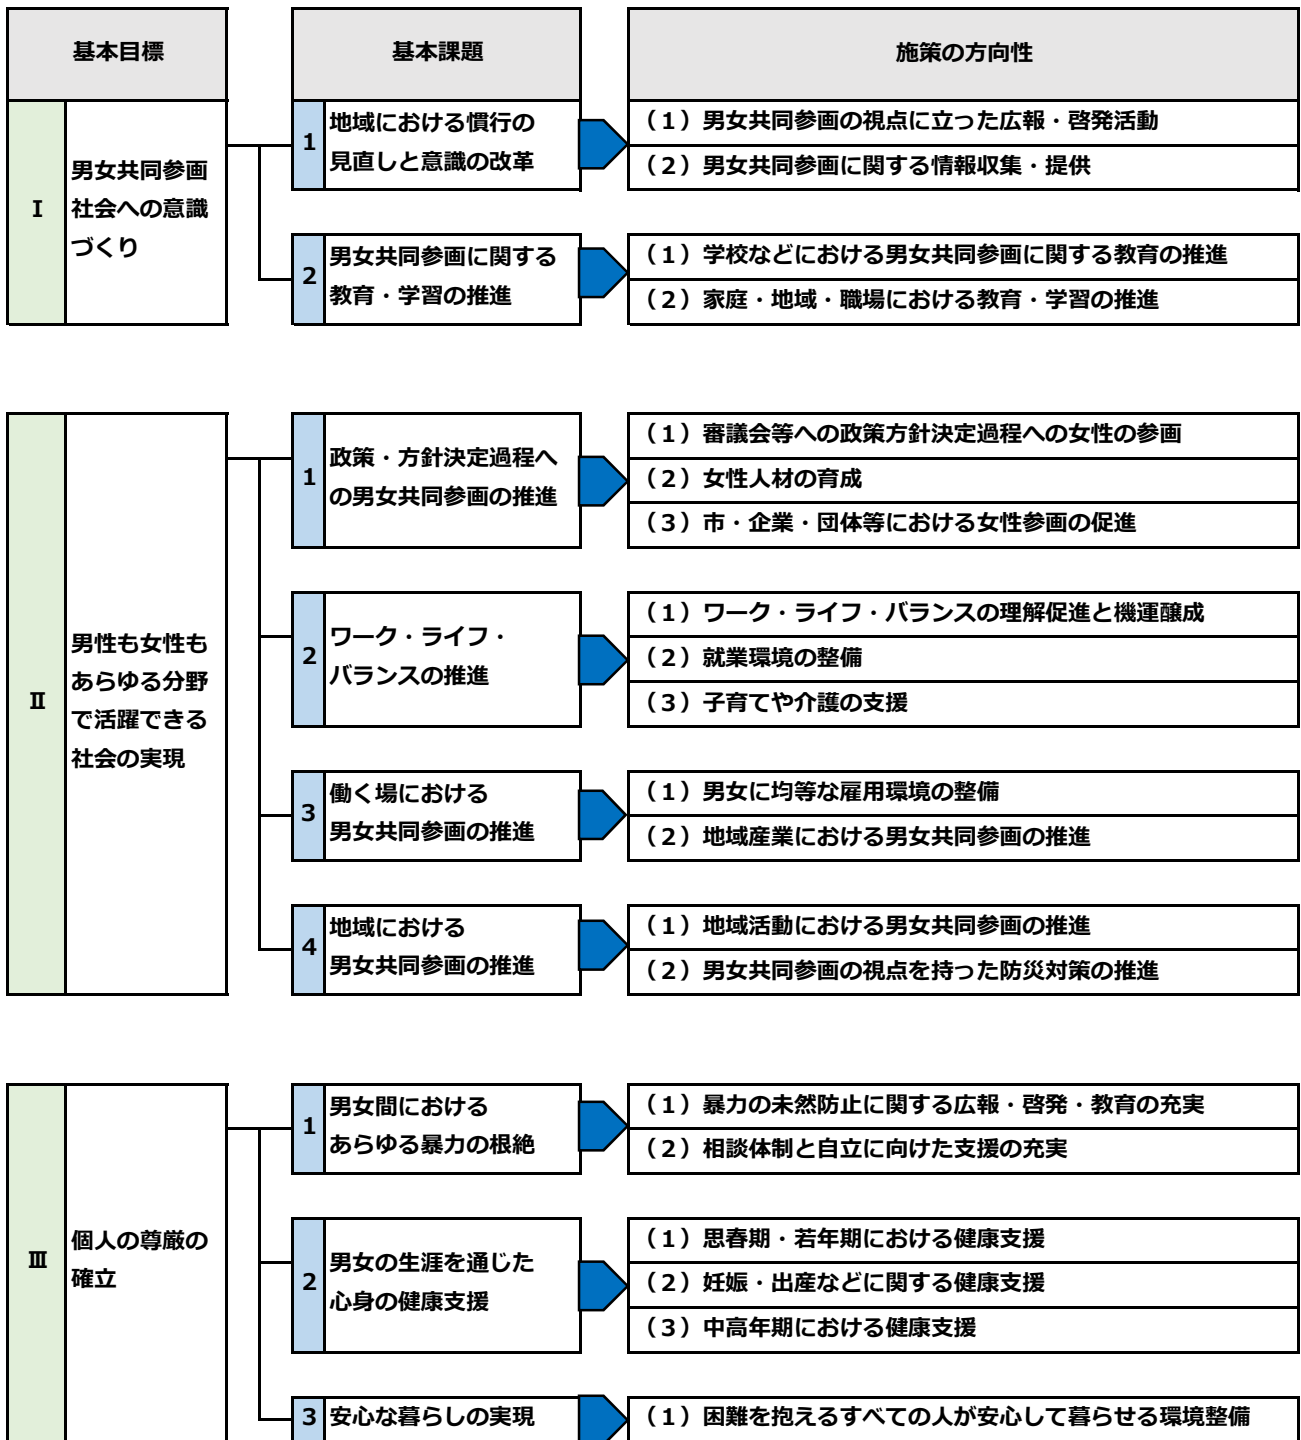 基本目標
基本課題
施策の方向性
Ⅰ
男女共同参画
社会への意識
づくり
1
地域における慣行の
見直しと意識の改革
（１）男女共同参画の視点に立った広報・啓発活動
（２）男女共同参画に関する情報収集・提供
2
男女共同参画に関する
教育・学習の推進
（１）学校などにおける男女共同参画に関する教育の推進
（２）家庭・地域・職場における教育・学習の推進
Ⅱ
男性も女性も
あらゆる分野
で活躍できる
社会の実現
1
政策・方針決定過程へ
の男女共同参画の推進
（１）審議会等への政策方針決定過程への女性の参画
（２）女性人材の育成
（３）市・企業・団体等における女性参画の促進
2
ワーク・ライフ・
バランスの推進
（１）ワーク・ライフ・バランスの理解促進と機運醸成
（２）就業環境の整備
（３）子育てや介護の支援
3
働く場における
男女共同参画の推進
（１）男女に均等な雇用環境の整備
（２）地域産業における男女共同参画の推進
4
地域における
男女共同参画の推進
（１）地域活動における男女共同参画の推進
（２）男女共同参画の視点を持った防災対策の推進
Ⅲ
個人の尊厳の
確立
1
男女間における
あらゆる暴力の根絶
（１）暴力の未然防止に関する広報・啓発・教育の充実
（２）相談体制と自立に向けた支援の充実
2
男女の生涯を通じた
心身の健康支援
（１）思春期・若年期における健康支援
（２）妊娠・出産などに関する健康支援
（３）中高年期における健康支援
3
安心な暮らしの実現
（１）困難を抱えるすべての人が安心して暮らせる環境整備